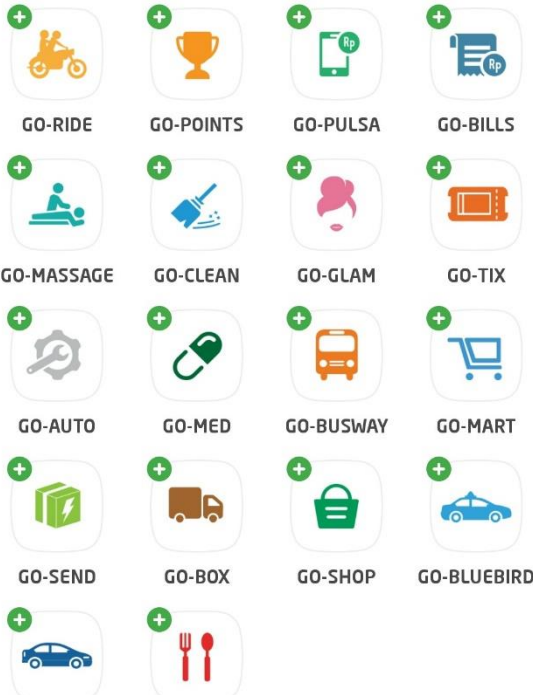 GO-RIDE GO-POINTS GO-PULSA GO-BILLS
Rp Rp
GO-MASSAGE GO-CLEAN GO-GLAM GO-TIX
GO-AUTO GO-MED GO-BUSWAY GO-MART
GO-SEND GO-BOX GO-SHOP GO-BLUEBIRD